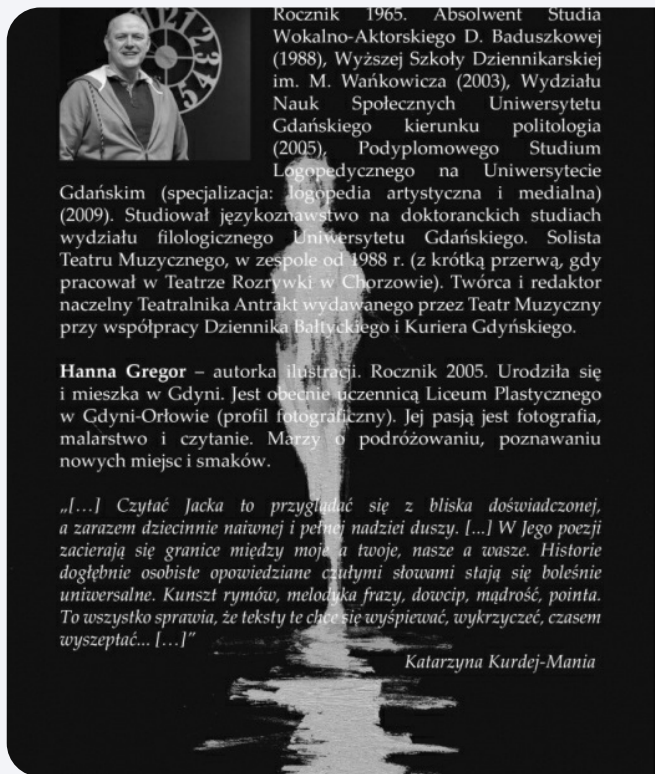 Rocznik 1965. Absolwent Studia
Wokalno-Aktorskiego D. Baduszkowej
(1988), Wyższej Szkoły Dziennikarskiej
im. M. Wańkowicza (2003), Wydziału
Nauk Społecznych Uniwersytetu
Gdańskiego kierunku politologia
(2005), Podyplomowego Studium
Logopedycznego na Uniwersytecie
Gdańskim (specjalizacja: logopedia artystyczna i medialna)
(2009). Studiował językoznawstwo na doktoranckich studiach
wydziału filologicznego Uniwersytetu Gdańskiego. Solista
Teatru Muzycznego, w zespole od 1988 r. (z krótką przerwą, gdy
pracował w Teatrze Rozrywki w Chorzowie). Twórca i redaktor
naczelny Teatralnika Antrakt wydawanego przez Teatr Muzyczny
przy współpracy Dziennika Bałtyckiego i Kuriera Gdyńskiego.
Hanna Gregor – autorka ilustracji. Rocznik 2005. Urodziła się
i mieszka w Gdyni. Jest obecnie uczennicą Liceum Plastycznego
w Gdyni-Orłowie (profil fotograficzny). Jej pasją jest fotografia,
malarstwo i czytanie. Marzy o podróżowaniu, poznawaniu
nowych miejsc i smaków.
„[…] Czytać Jacka to przyglądać się z bliska doświadczonej,
a zarazem dziecinnie naiwnej i pełnej nadziei duszy. [...] W Jego poezji
zacierają się granice między moje a twoje, nasze a wasze. Historie
dogłębnie osobiste opowiedziane czułymi słowami stają się boleśnie
uniwersalne. Kunszt rymów, melodyka frazy, dowcip, mądrość, pointa.
To wszystko sprawia, że teksty te chce się wyśpiewać, wykrzyczeć, czasem
wyszeptać... […]”
Katarzyna Kurdej-Mania